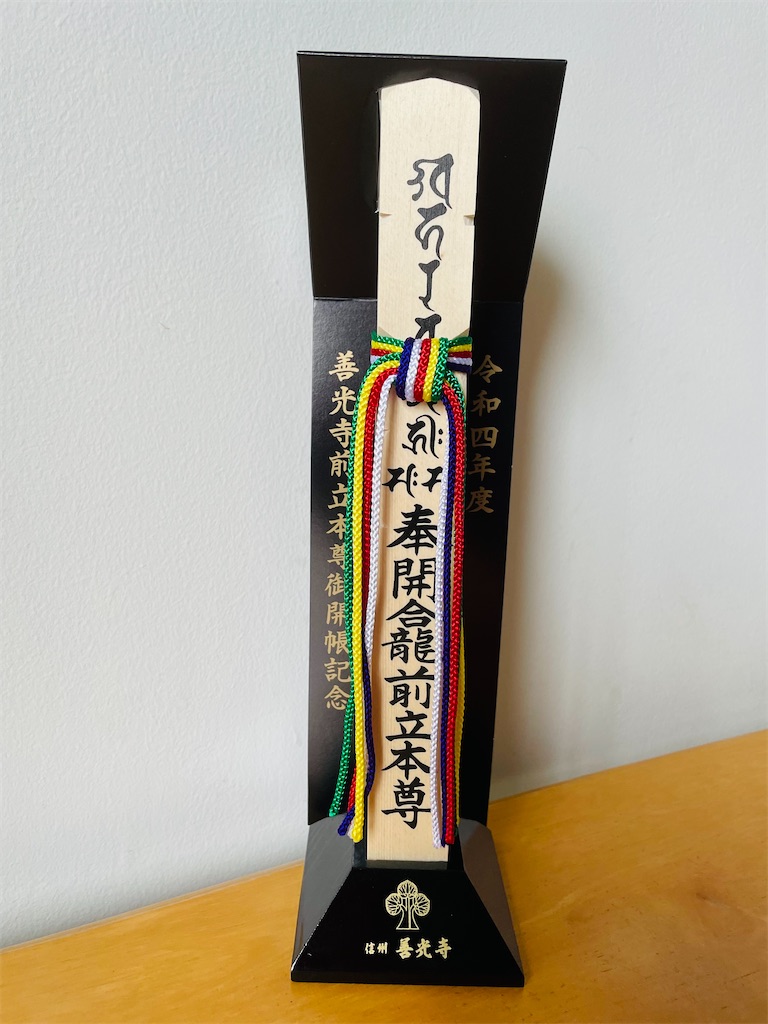 令和四年度
奉開龕前立本尊
善光寺前立本尊御開帳記念
信州 善光寺